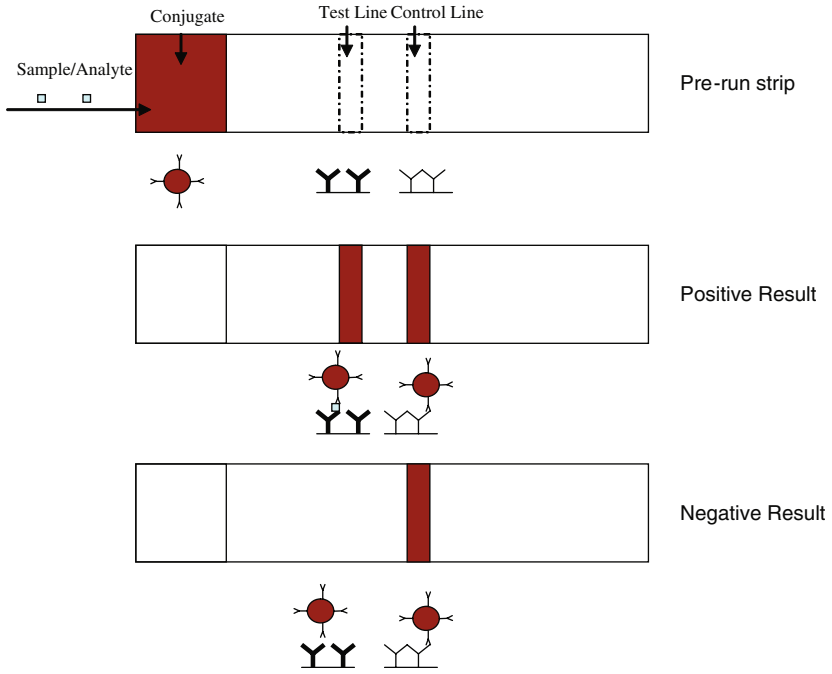 Conjugate
Test Line Control Line
Sample/Analyte
Pre-run strip
Positive Result
Negative Result